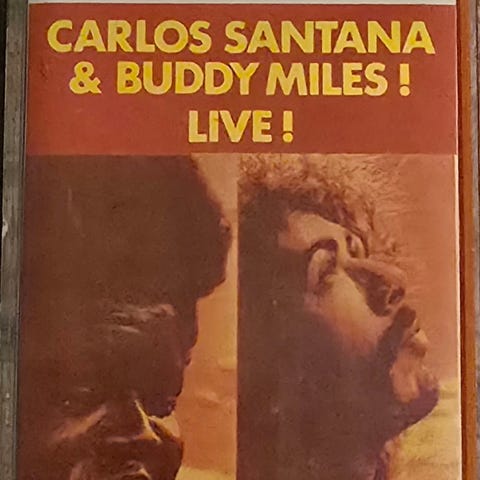 CARLOS SANTANA
& BUDDY MILES !
LIVE !